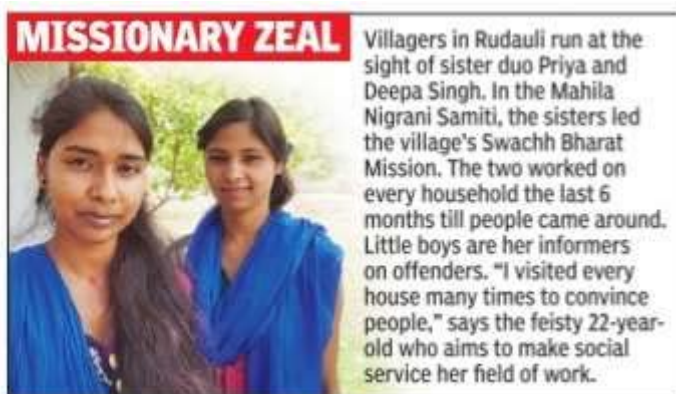 MISSIONARY ZEAL
Villagers in Rudauli run at the
sight of sister duo Priya and
Deepa Singh. In the Mahila
Nigrani Samiti, the sisters led
the village's Swachh Bharat
Mission. The two worked on
every household the last 6
months till people came around.
Little boys are her informers
on offenders. "I visited every
house many times to convince
people," says the feisty 22-year-
old who aims to make social
service her field of work.